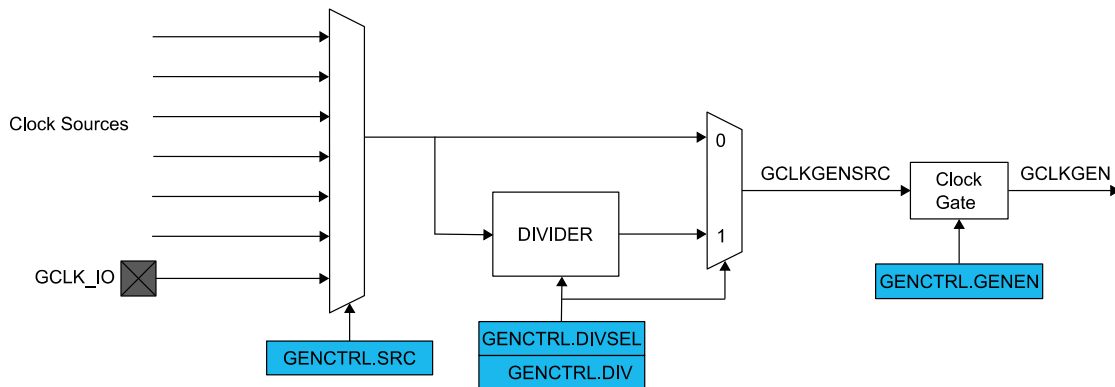 Clock Sources
GCLK_IO
GENCTRL.SRC
DIVIDER
GENCTRL.DIVSEL
GENCTRL.DIV
0
1
GCLKGENSRC
Clock
Gate
GCLKGEN
GENCTRL.GENEN